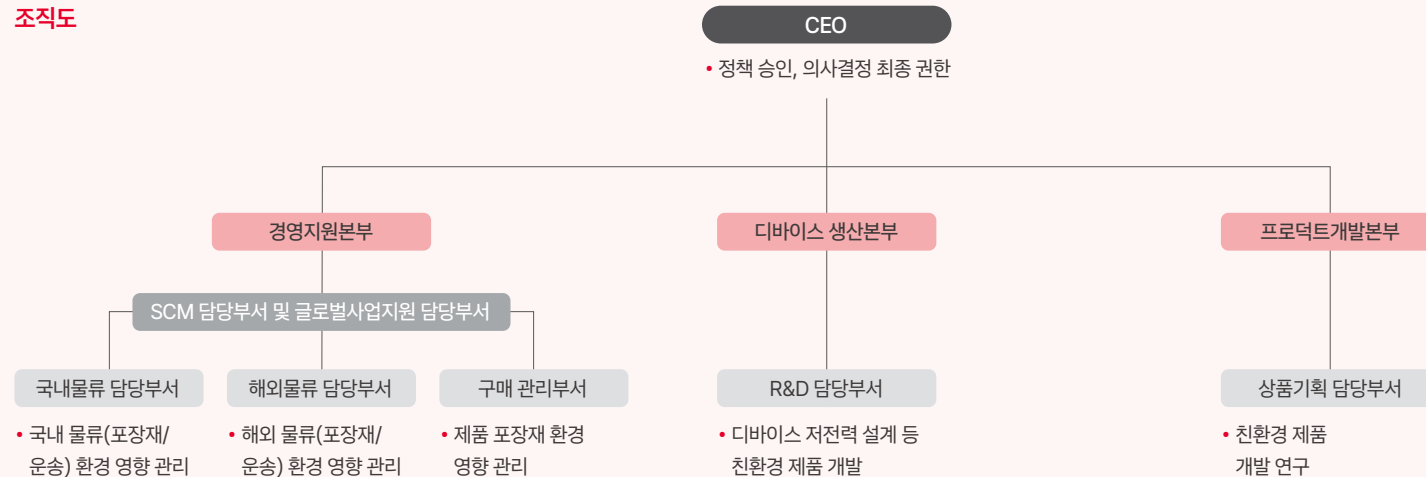 조직도
CEO
• 정책 승인, 의사결정 최종 권한
경영지원본부
디바이스 생산본부
프로덕트개발본부
SCM 담당부서 및 글로벌사업지원 담당부서
국내물류 담당부서
해외물류 담당부서
구매 관리부서
R&D 담당부서
상품기획 담당부서
• 국내 물류(포장재/
운송) 환경 영향 관리
• 해외 물류(포장재/
운송) 환경 영향 관리
• 제품 포장재 환경
영향 관리
• 디바이스 저전력 설계 등
친환경 제품 개발
• 친환경 제품
개발 연구